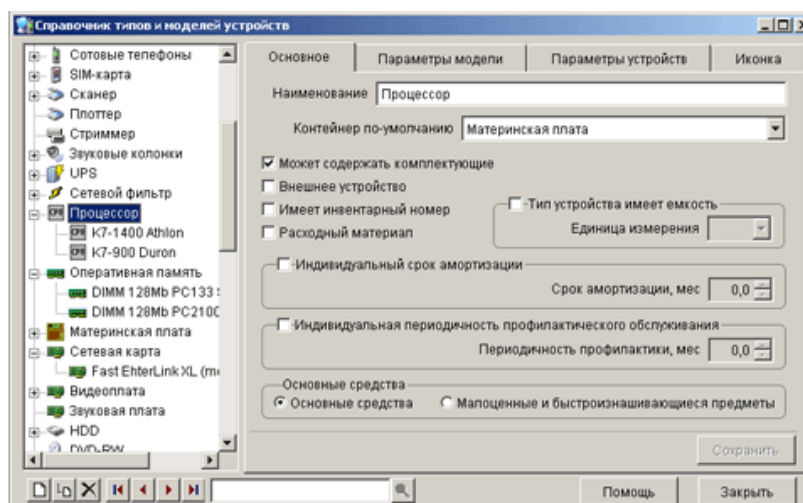 Справочник типов и моделей устройств
Сотовые телефоны
SIM-карта
Сканер
Плоттер
Стриммер
Звуковые колонки
UPS
Сетевой фильтр
Процессор
K7-1400 Athlon
K7-900 Duron
Оперативная память
DIMM 128Mb PC133
DIMM 128Mb PC2100
Материнская плата
Сетевая карта
Fast EhterLink XL (m
Видеоплата
Звуковая плата
HDD
DVD-RW
Основное Параметры модели Параметры устройств Иконка
Наименование Процессор
Контейнер по-умолчанию Материнская плата
Может содержать комплектующие
Внешнее устройство
Имеет инвентарный номер
Расходный материал
Тип устройства имеет емкость
Единица измерения
Индивидуальный срок амортизации
Срок амортизации, мес 0,0
Индивидуальная периодичность профилактического обслуживания
Периодичность профилактики, мес 0,0
Основные средства
Основные средства Малоценные и быстроизнашивающиеся предметы
Сохранить
Помощь Закрыть